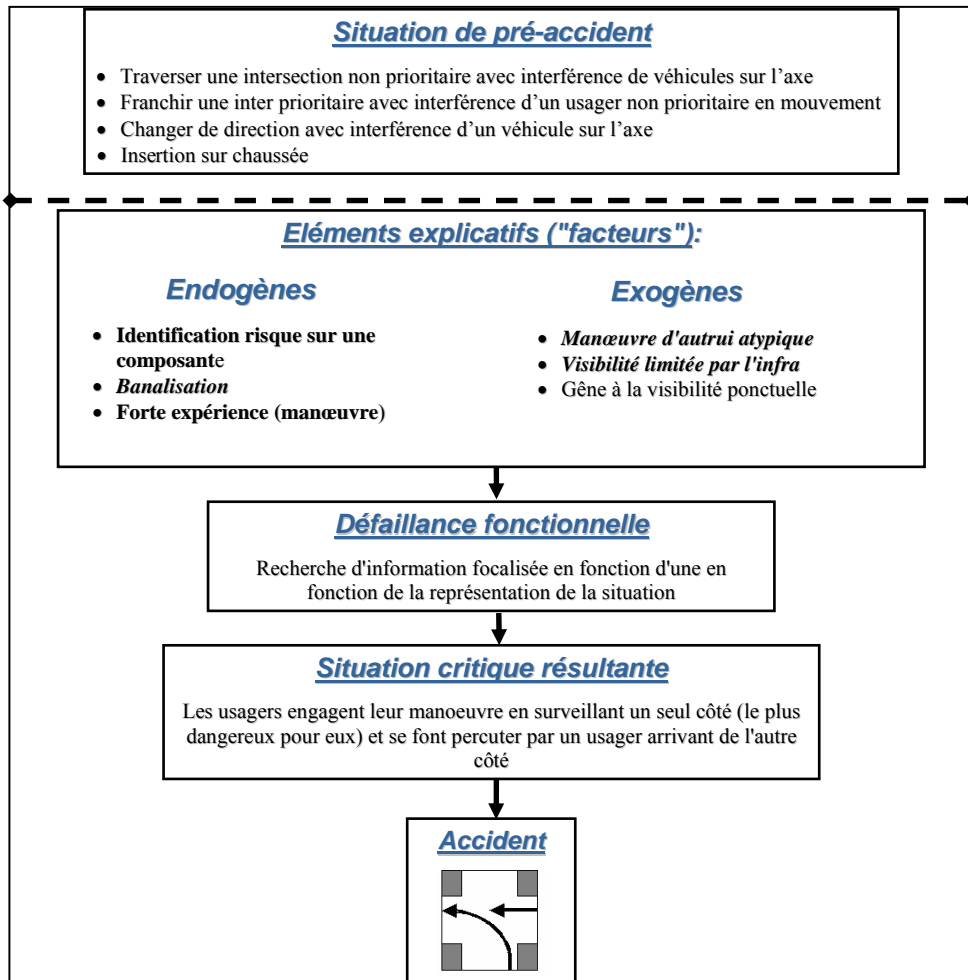 Situation de pré-accident
• Traverser une intersection non prioritaire avec interférence de véhicules sur l'axe
• Franchir une inter prioritaire avec interférence d'un usager non prioritaire en mouvement
• Changer de direction avec interférence d'un véhicule sur l'axe
• Insertion sur chaussée
Eléments explicatifs ("facteurs"):
Endogènes
• Identification risque sur une
composante
• Banalisation
• Forte expérience (manœuvre)
Exogènes
• Manœuvre d'autrui atypique
• Visibilité limitée par l'infra
• Gêne à la visibilité ponctuelle
Défaillance fonctionnelle
Recherche d'information focalisée en fonction d'une en
fonction de la représentation de la situation
Situation critique résultante
Les usagers engagent leur manoeuvre en surveillant un seul côté (le plus
dangereux pour eux) et se font percuter par un usager arrivant de l'autre
côté
Accident